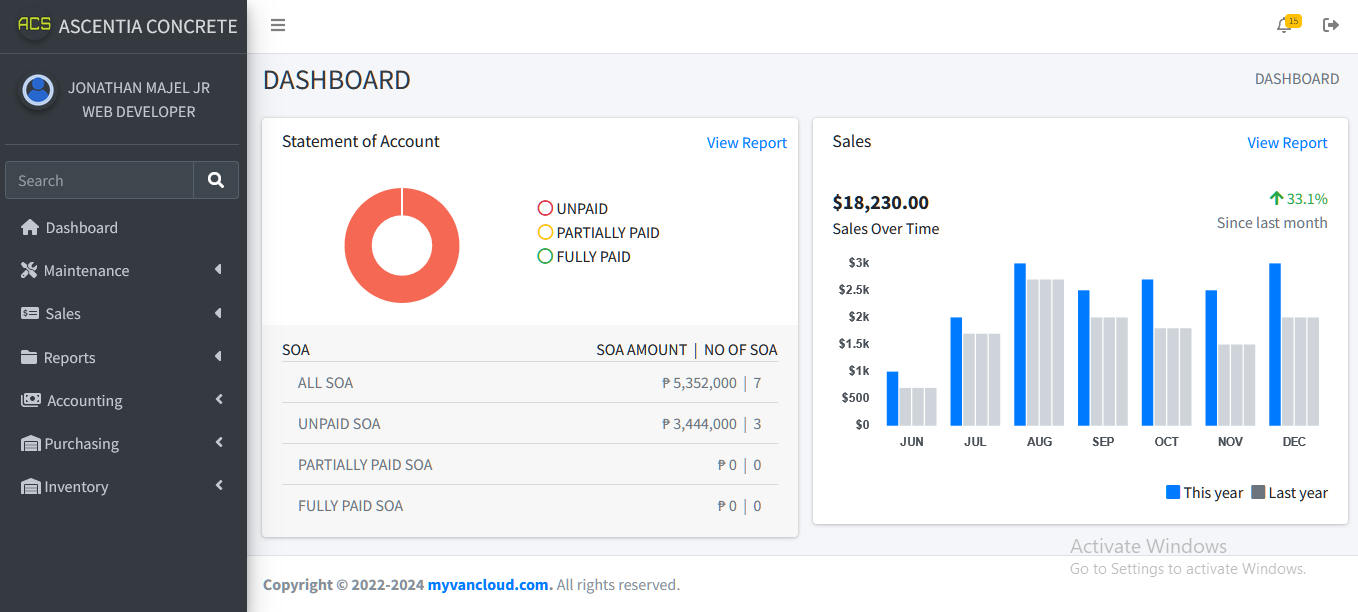 ACS ASCENTIA CONCRETE
15
JONATHAN MAJEL JR
WEB DEVELOPER
Search
Dashboard
Maintenance
Sales
Reports
Accounting
Purchasing
Inventory
DASHBOARD
DASHBOARD
Statement of Account
View Report
UNPAID
PARTIALLY PAID
FULLY PAID
SOA SOA AMOUNT | NO OF SOA
ALL SOA ₱ 5,352,000 | 7
UNPAID SOA ₱ 3,444,000 | 3
PARTIALLY PAID SOA ₱ 0 | 0
FULLY PAID SOA ₱ 0 | 0
Sales
View Report
$18,230.00
Sales Over Time
33.1%
Since last month
$3k
$2.5k
$2k
$1.5k
$1k
$500
$0
JUN JUL AUG SEP OCT NOV DEC
This year Last year
Activate Windows
Go to Settings to activate Windows.
Copyright © 2022-2024 myvancloud.com. All rights reserved.